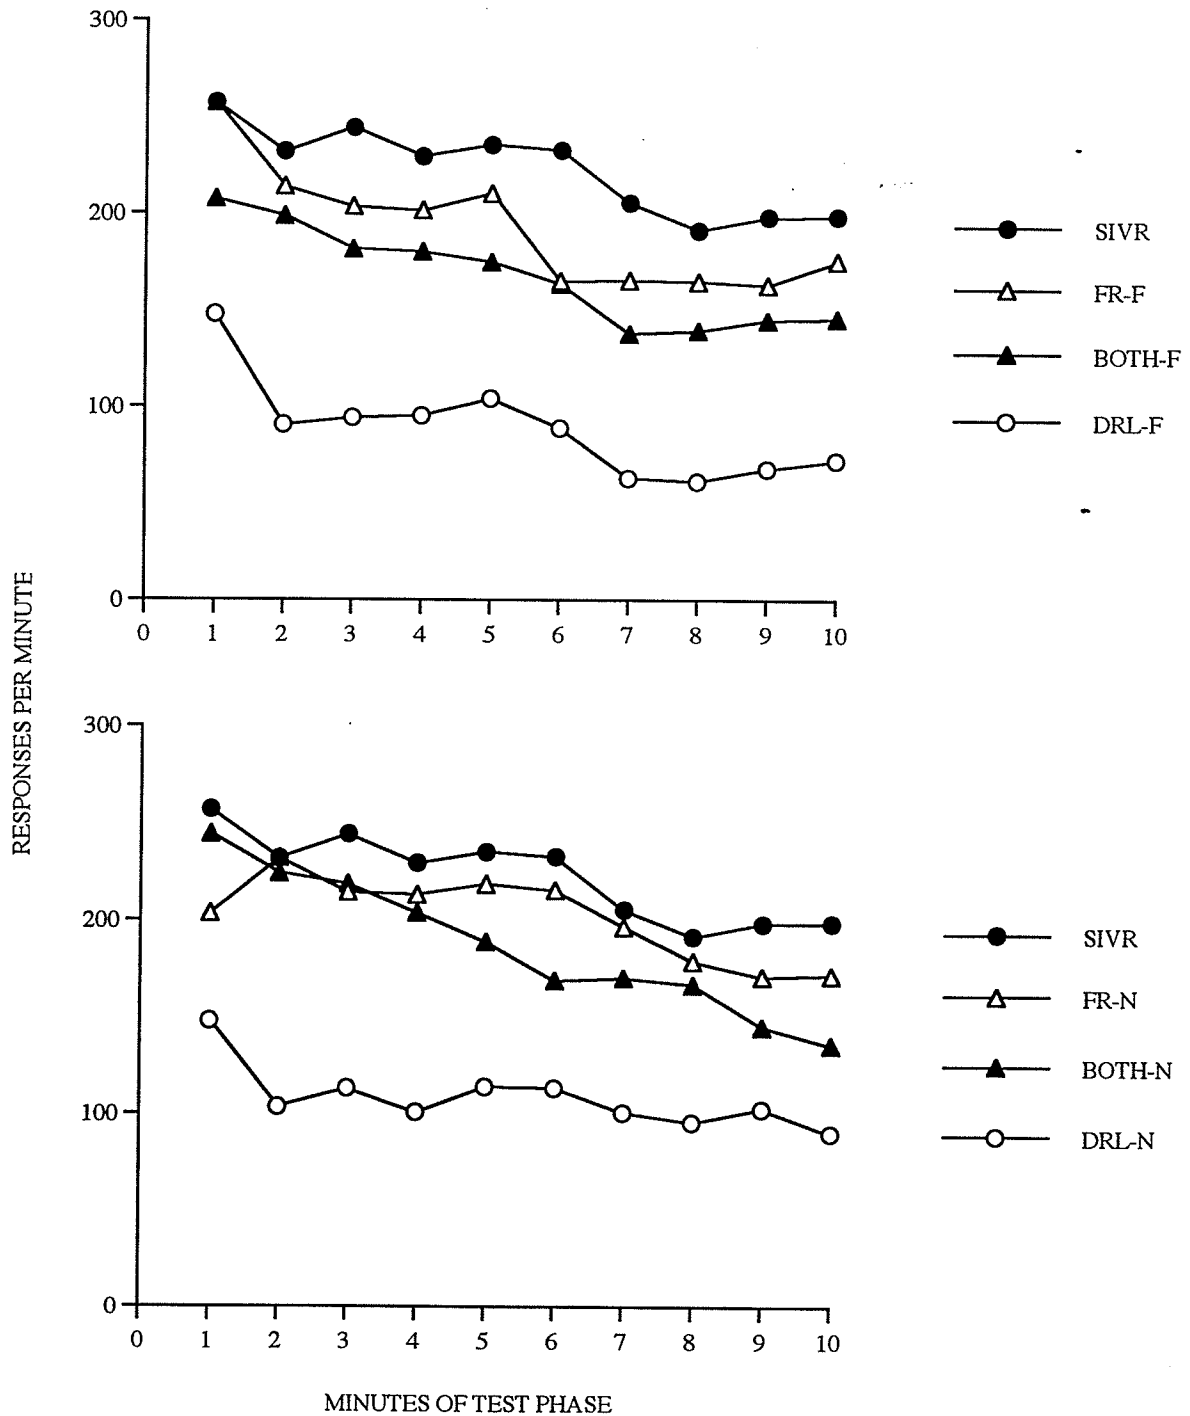 300
200
100
0
0 1 2 3 4 5 6 7 8 9 10
SIVR
FR-F
BOTH-F
DRL-F
RESPONSES PER MINUTE
300
200
100
0
0 1 2 3 4 5 6 7 8 9 10
SIVR
FR-N
BOTH-N
DRL-N
MINUTES OF TEST PHASE